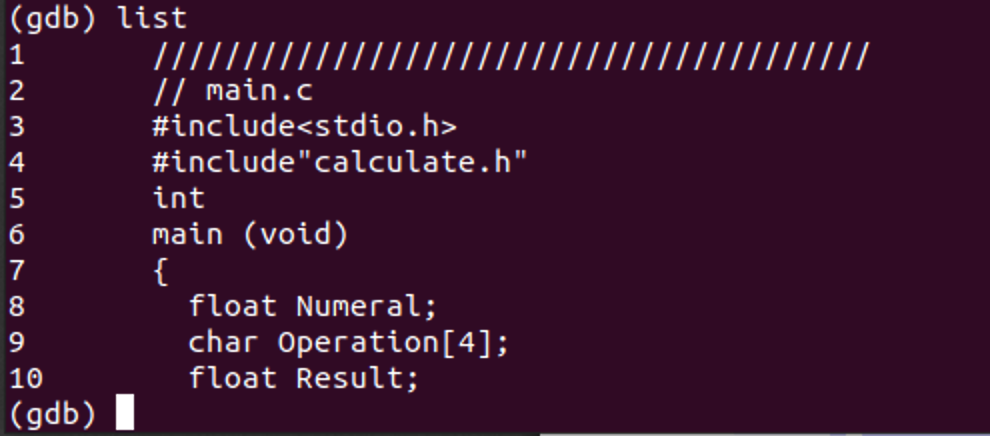 (gdb) list
1 ////////////////////////////////////////
2 // main.c
3 #include<stdio.h>
4 #include"calculate.h"
5 int
6 main (void)
7 {
8 float Numeral;
9 char Operation[4];
10 float Result;
(gdb)